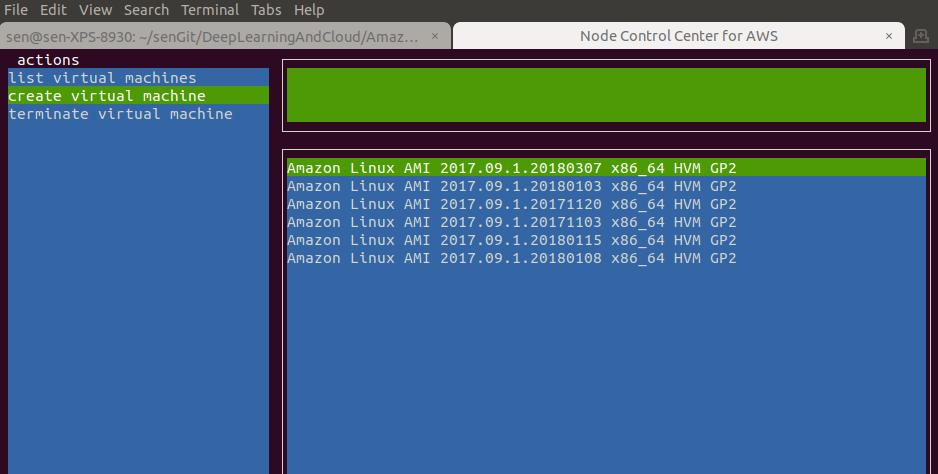 File Edit View Search Terminal Tabs Help
sen@sen-XPS-8930: ~/senGit/DeepLearningAndCloud/Amaz... × Node Control Center for AWS ×
actions
list virtual machines
create virtual machine
terminate virtual machine
Amazon Linux AMI 2017.09.1.20180307 x86_64 HVM GP2
Amazon Linux AMI 2017.09.1.20180103 x86_64 HVM GP2
Amazon Linux AMI 2017.09.1.20171120 x86_64 HVM GP2
Amazon Linux AMI 2017.09.1.20171103 x86_64 HVM GP2
Amazon Linux AMI 2017.09.1.20180115 x86_64 HVM GP2
Amazon Linux AMI 2017.09.1.20180108 x86_64 HVM GP2